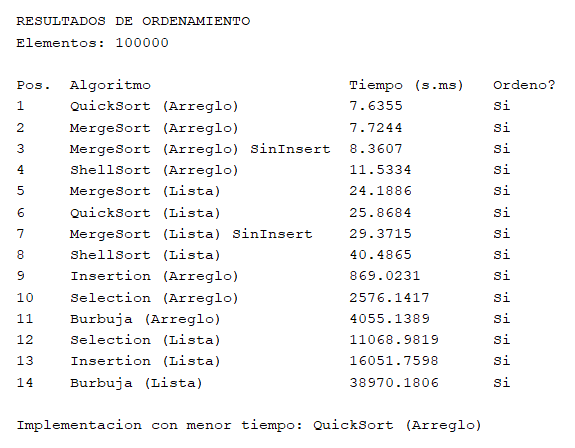 RESULTADOS DE ORDENAMIENTO
Elementos: 100000
Pos. Algoritmo Tiempo (s.ms) Ordeno?
1 QuickSort (Arreglo) 7.6355 Si
2 MergeSort (Arreglo) 7.7244 Si
3 MergeSort (Arreglo) SinInsert 8.3607 Si
4 ShellSort (Arreglo) 11.5334 Si
5 MergeSort (Lista) 24.1886 Si
6 QuickSort (Lista) 25.8684 Si
7 MergeSort (Lista) SinInsert 29.3715 Si
8 ShellSort (Lista) 40.4865 Si
9 Insertion (Arreglo) 869.0231 Si
10 Selection (Arreglo) 2576.1417 Si
11 Burbuja (Arreglo) 4055.1389 Si
12 Selection (Lista) 11068.9819 Si
13 Insertion (Lista) 16051.7598 Si
14 Burbuja (Lista) 38970.1806 Si
Implementacion con menor tiempo: QuickSort (Arreglo)